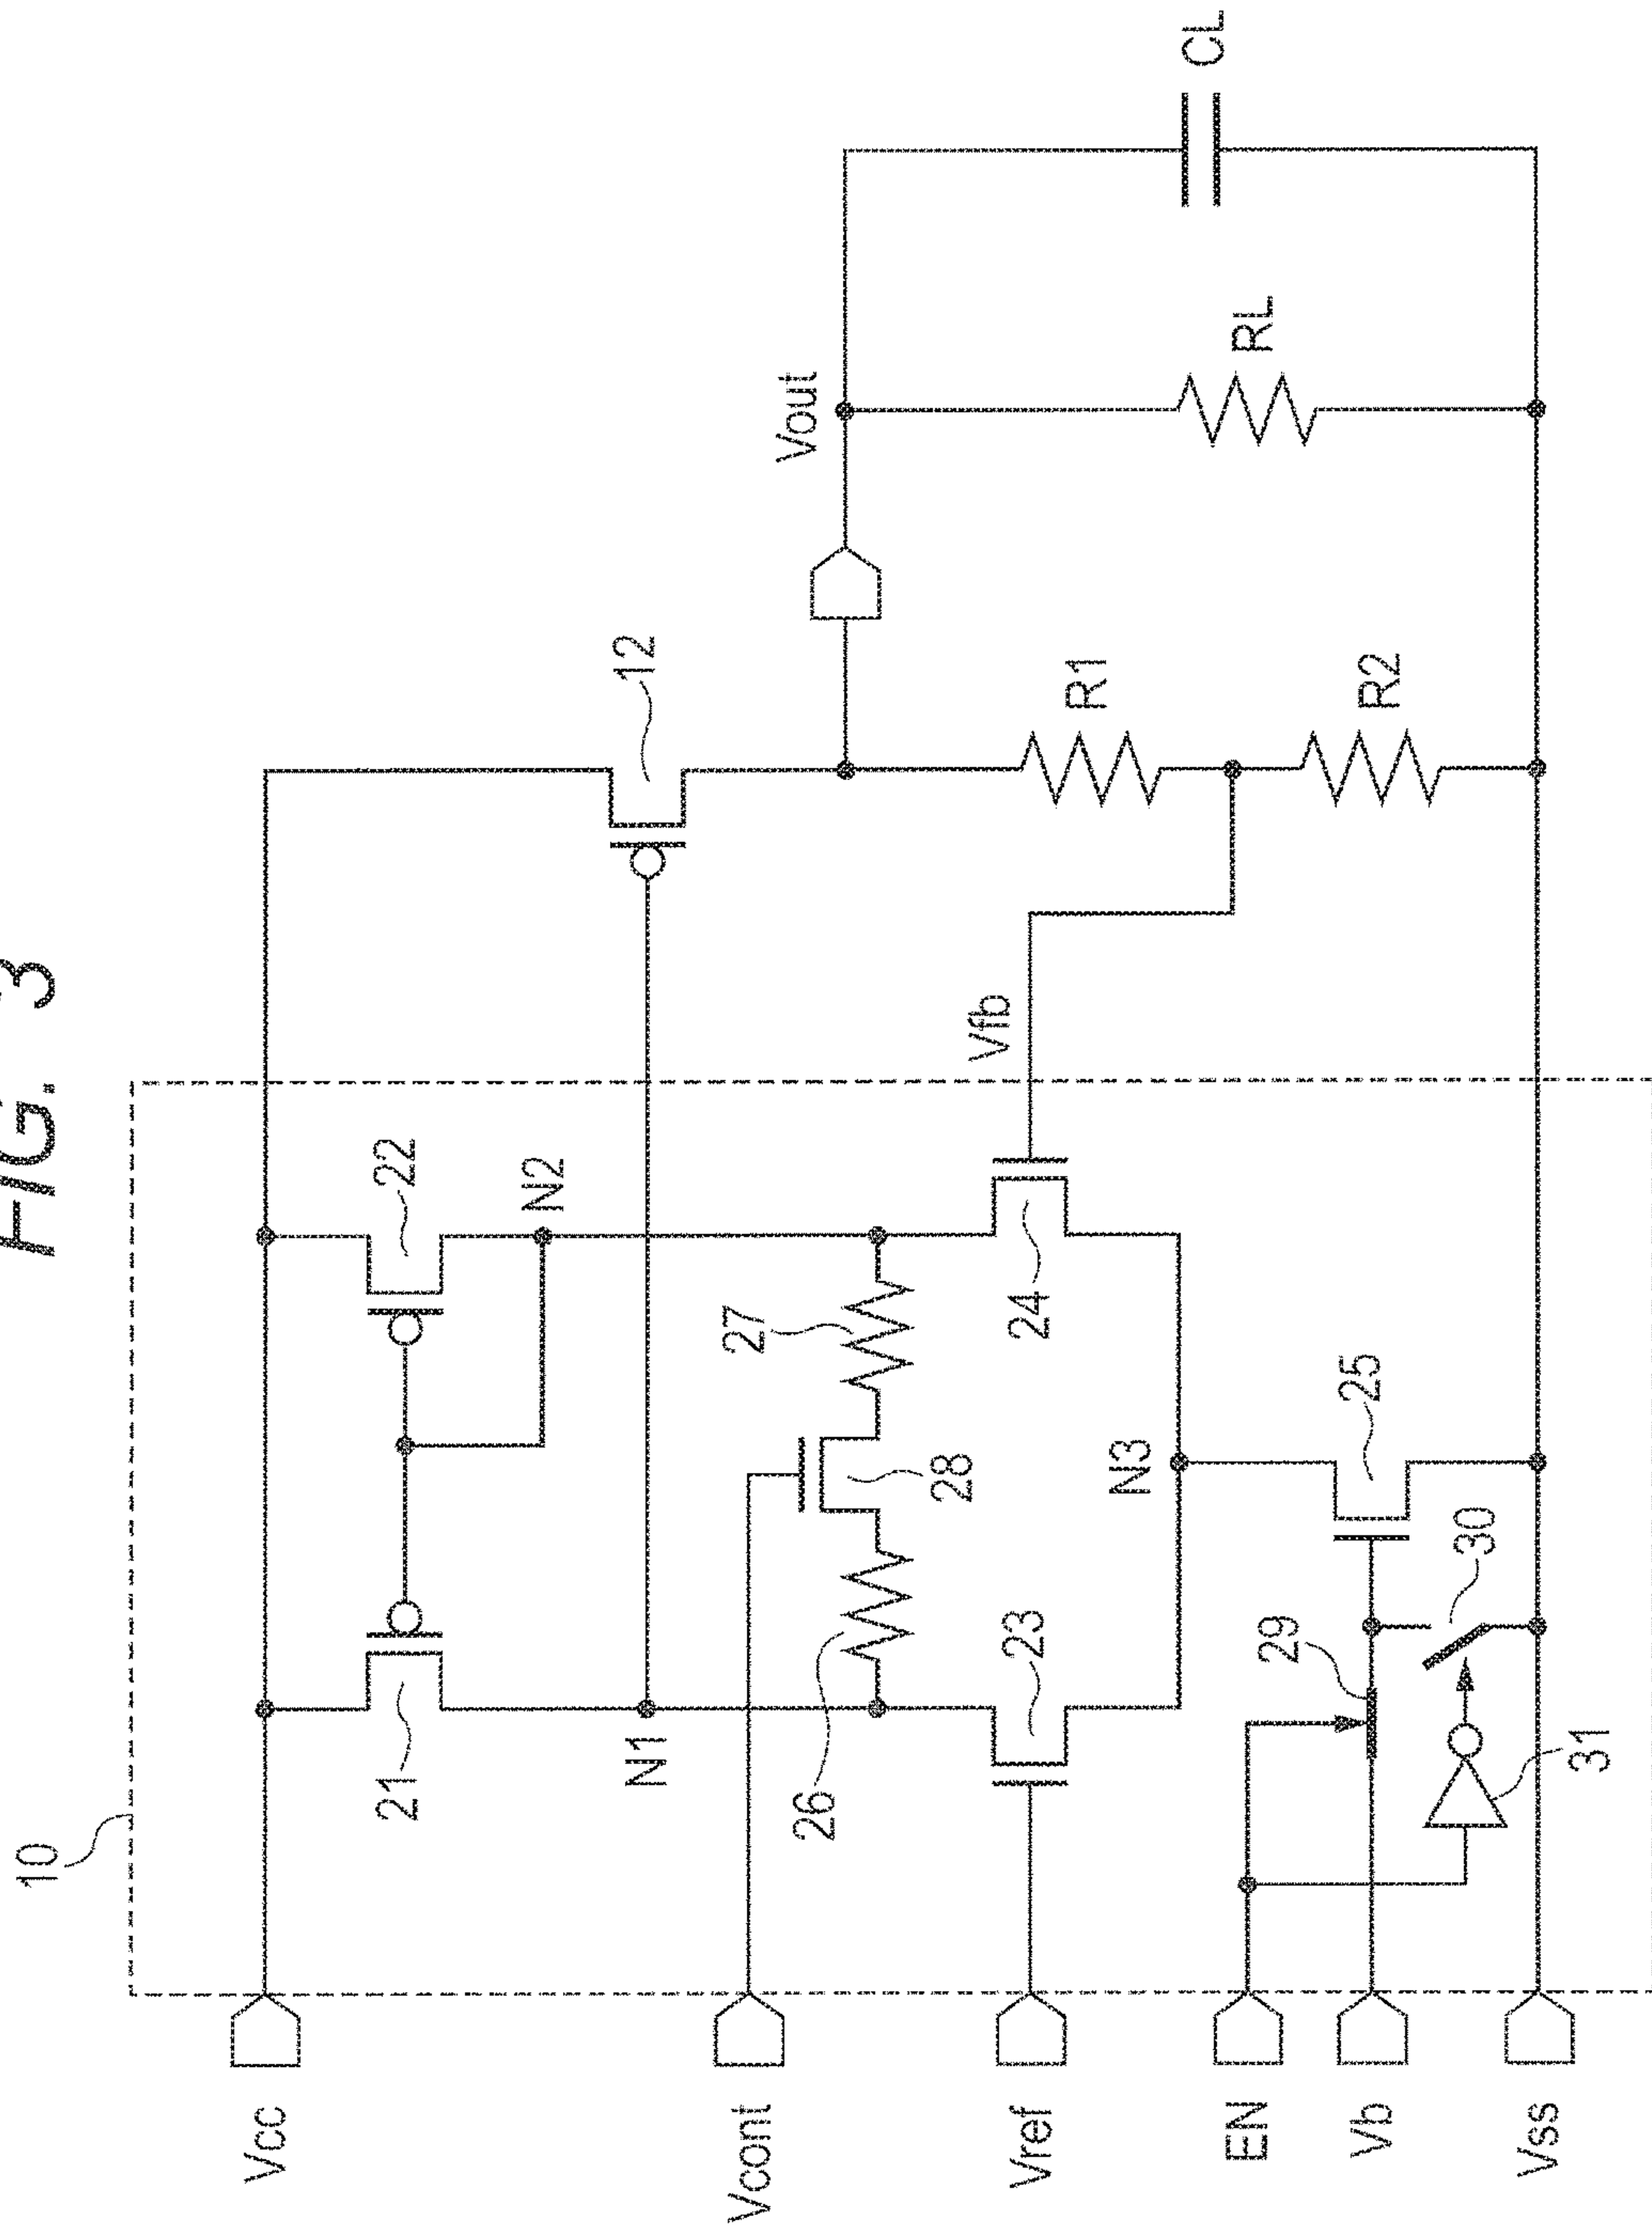 FIG. 3
10
Vcc
21
22
N2
12
N1
Vout
Vcont
26
28
27
CL
RL
Vref
23
24
Vfb
R1
N3
EN
29
30
25
R2
Vb
31
Vss